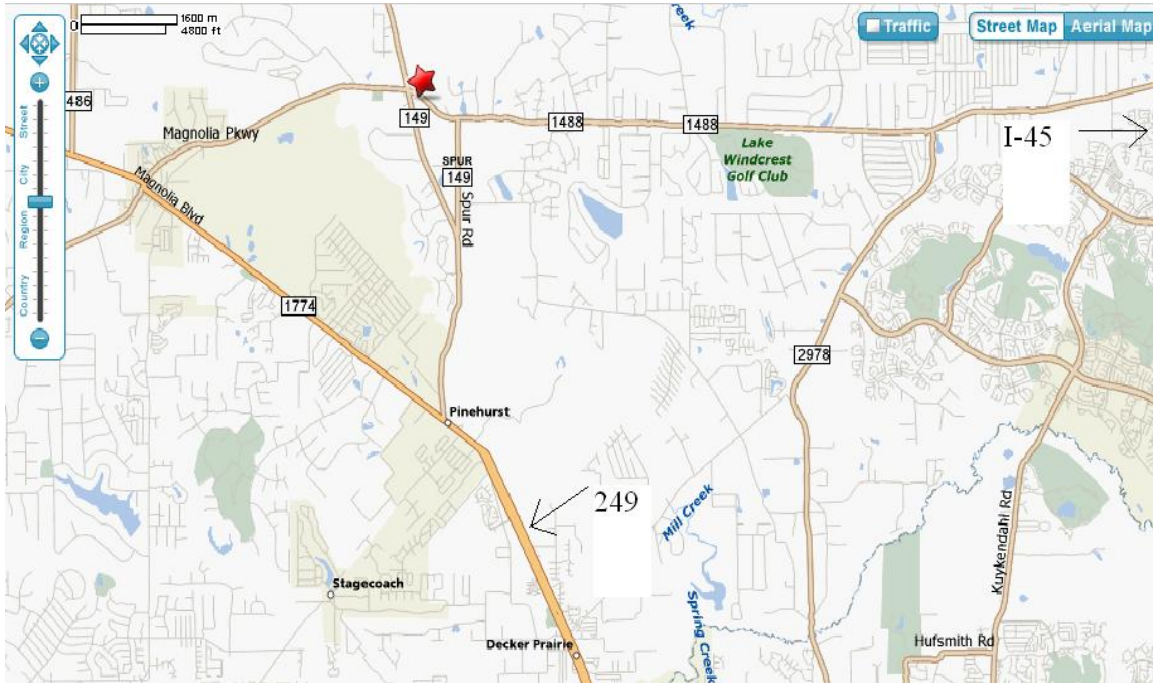 0
1600 m
4800 ft
Creek
Traffic
Street Map
Aerial Map
Street
City
Region
Country
486
Magnolia Pkwy
149
1488
1488
I-45
Lake
Windcrest
Golf Club
SPUR
149
Spur Rd
Magnolia Blvd
1774
2978
Pinehurst
249
Mill Creek
Kuykendahl Rd
Stagecoach
Spring Creek
Decker Prairie
Hufsmith Rd